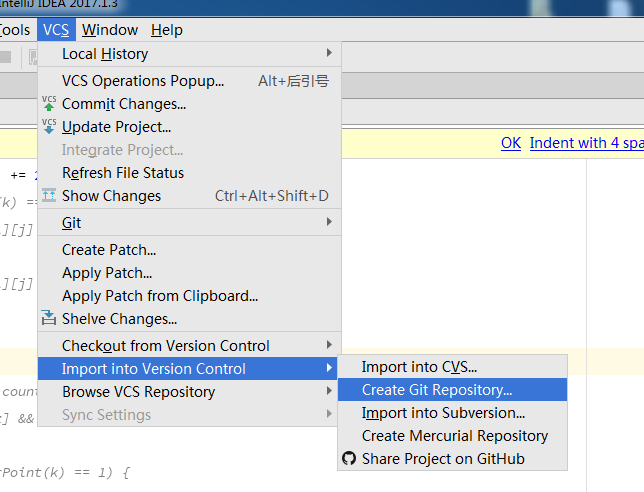 IntelliJ IDEA 2017.1.3
Tools VCS Window Help
Local History
VCS Operations Popup... Alt+后引号
VCS Commit Changes...
VCS Update Project...
Integrate Project...
Refresh File Status
Show Changes Ctrl+Alt+Shift+D
Git
Create Patch...
Apply Patch...
Apply Patch from Clipboard...
Shelve Changes...
Checkout from Version Control
Import into Version Control
Browse VCS Repository
Sync Settings
Import into CVS...
Create Git Repository...
Import into Subversion...
Create Mercurial Repository
Share Project on GitHub
OK Indent with 4 spa
+= 2
(k) ==
][j]
][j]
count
] &&
rPoint(k) == 1) {